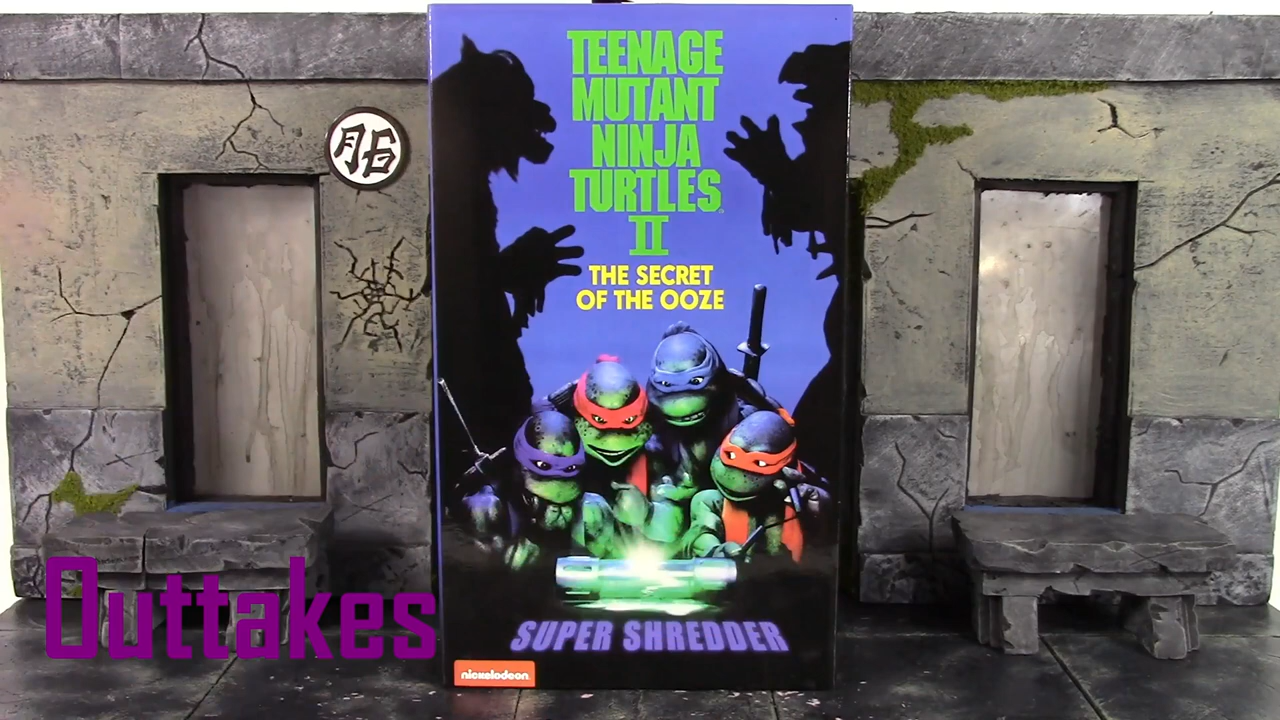 TEENAGE
MUTANT
NINJA
TURTLES
II
THE SECRET
OF THE OOZE
SUPER SHREDDER
nickelodeon
Outtakes